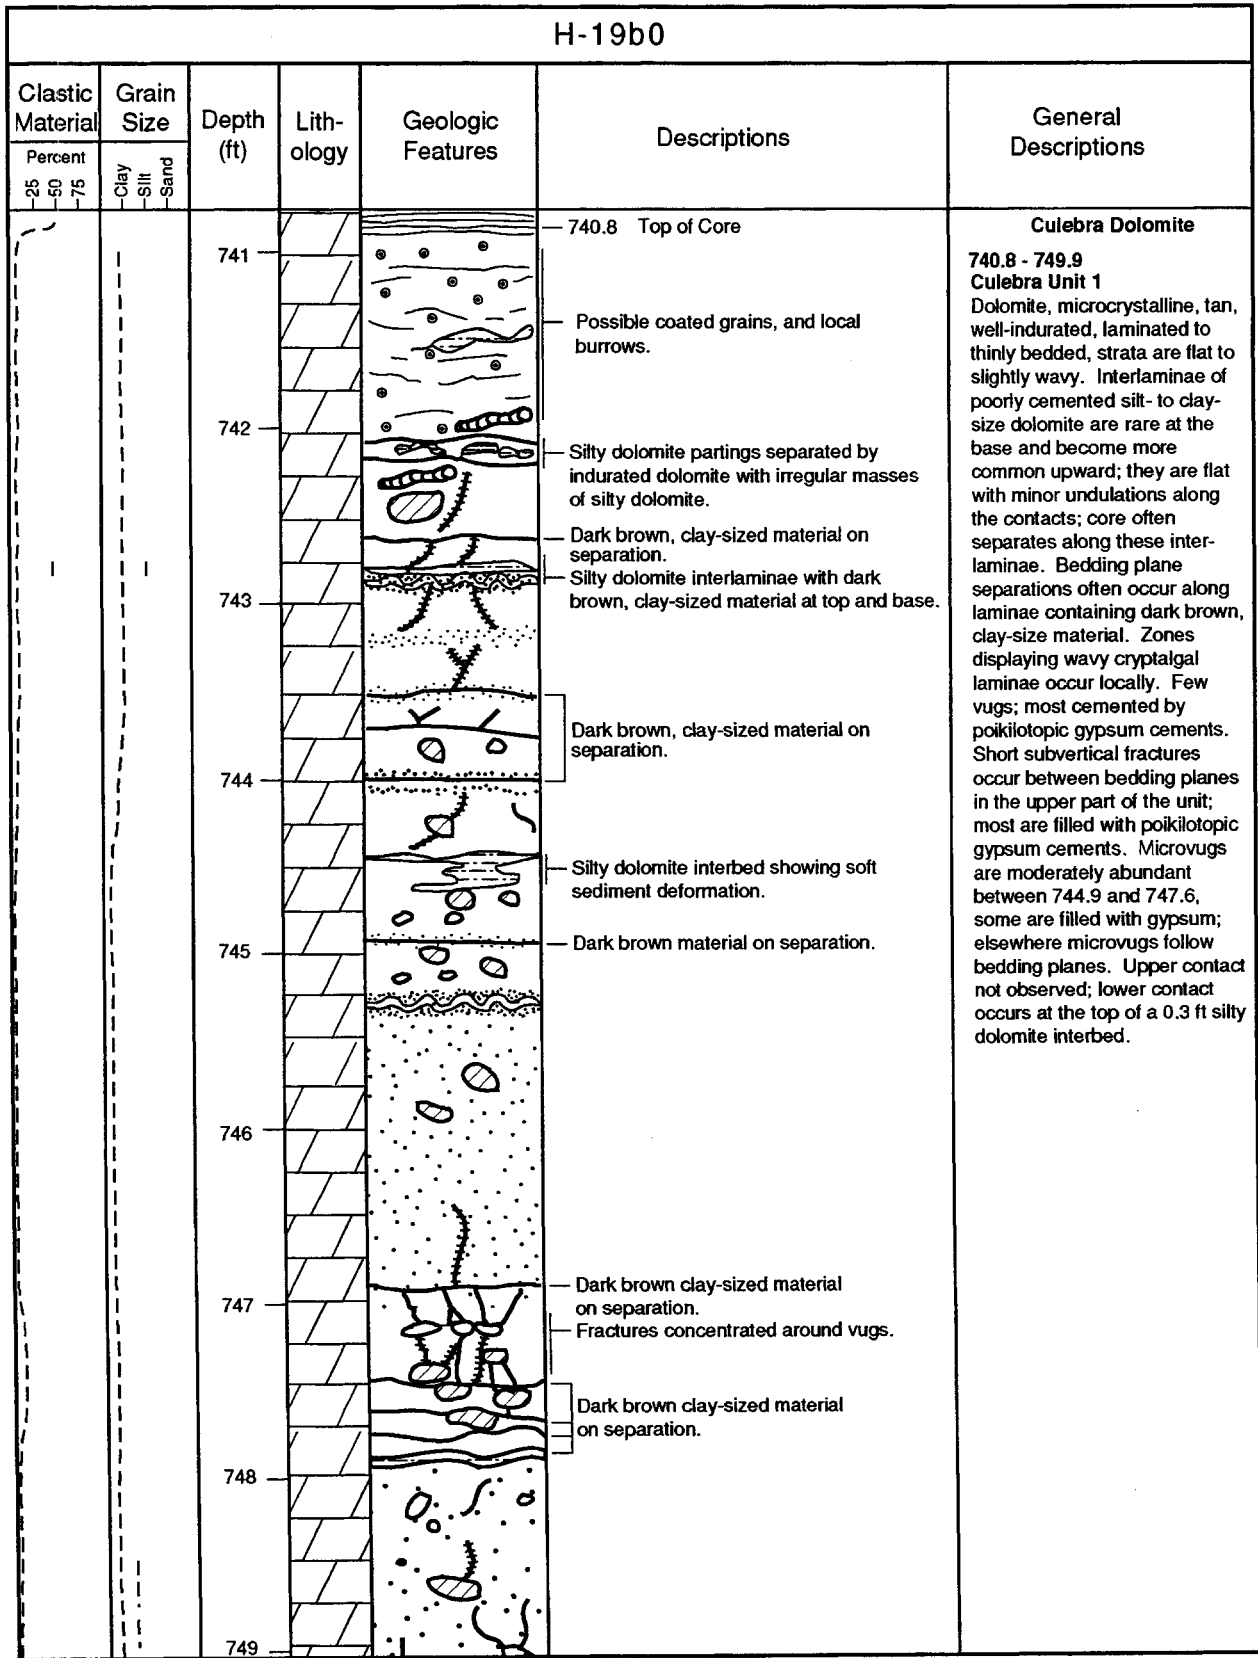 H-19b0
Clastic
Material
Percent
25
50
75
Grain
Size
Clay
Silt
Sand
Depth
(ft)
Lith-
ology
Geologic
Features
Descriptions
General
Descriptions
741
742
743
744
745
746
747
748
749
740.8 Top of Core
Possible coated grains, and local
burrows.
Silty dolomite partings separated by
indurated dolomite with irregular masses
of silty dolomite.
Dark brown, clay-sized material on
separation.
Silty dolomite interlaminae with dark
brown, clay-sized material at top and base.
Dark brown, clay-sized material on
separation.
Silty dolomite interbed showing soft
sediment deformation.
Dark brown material on separation.
Dark brown clay-sized material
on separation.
Fractures concentrated around vugs.
Dark brown clay-sized material
on separation.
Culebra Dolomite
740.8 - 749.9
Culebra Unit 1
Dolomite, microcrystalline, tan,
well-indurated, laminated to
thinly bedded, strata are flat to
slightly wavy. Interlaminae of
poorly cemented silt- to clay-
size dolomite are rare at the
base and become more
common upward; they are flat
with minor undulations along
the contacts; core often
separates along these inter-
laminae. Bedding plane
separations often occur along
laminae containing dark brown,
clay-size material. Zones
displaying wavy cryptalgal
laminae occur locally. Few
vugs; most cemented by
poikilotopic gypsum cements.
Short subvertical fractures
occur between bedding planes
in the upper part of the unit;
most are filled with poikilotopic
gypsum cements. Microvugs
are moderately abundant
between 744.9 and 747.6,
some are filled with gypsum;
elsewhere microvugs follow
bedding planes. Upper contact
not observed; lower contact
occurs at the top of a 0.3 ft silty
dolomite interbed.